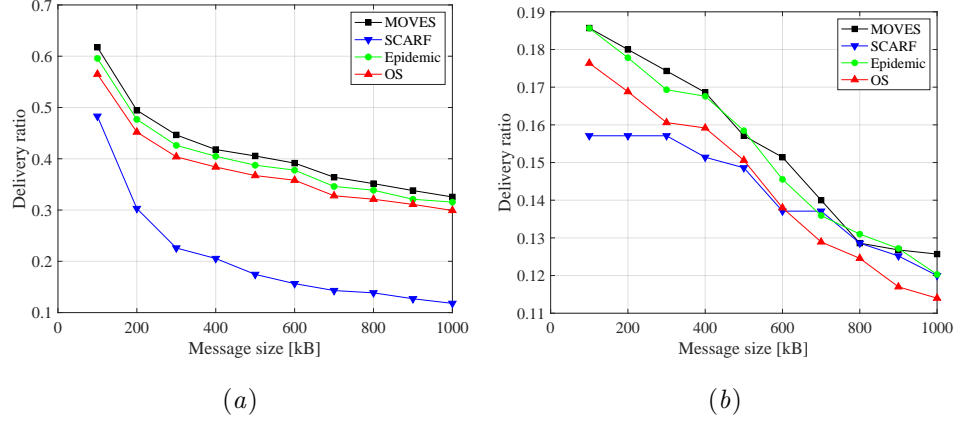 0.7
0.6
0.5
0.4
0.3
0.2
0.1
0
200
400
600
800
1000
Delivery ratio
Message size [kB]
MOVES
SCARF
Epidemic
OS
(a)
0.19
0.18
0.17
0.16
0.15
0.14
0.13
0.12
0.11
0
200
400
600
800
1000
Delivery ratio
Message size [kB]
MOVES
SCARF
Epidemic
OS
(b)